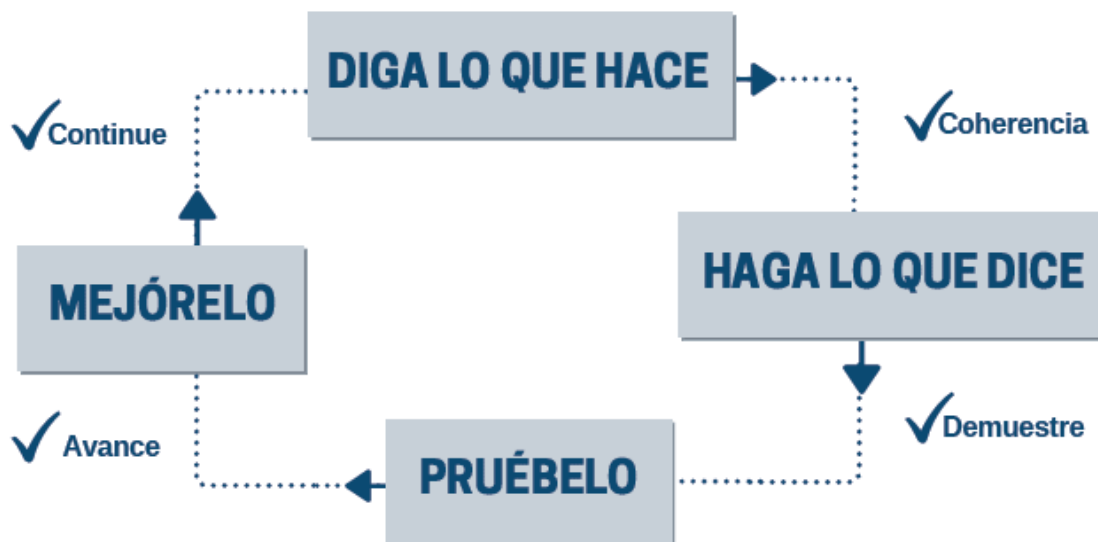 DIGA LO QUE HACE
Continue
Coherencia
HAGA LO QUE DICE
MEJÓRELO
Demuestre
Avance
PRUÉBELO